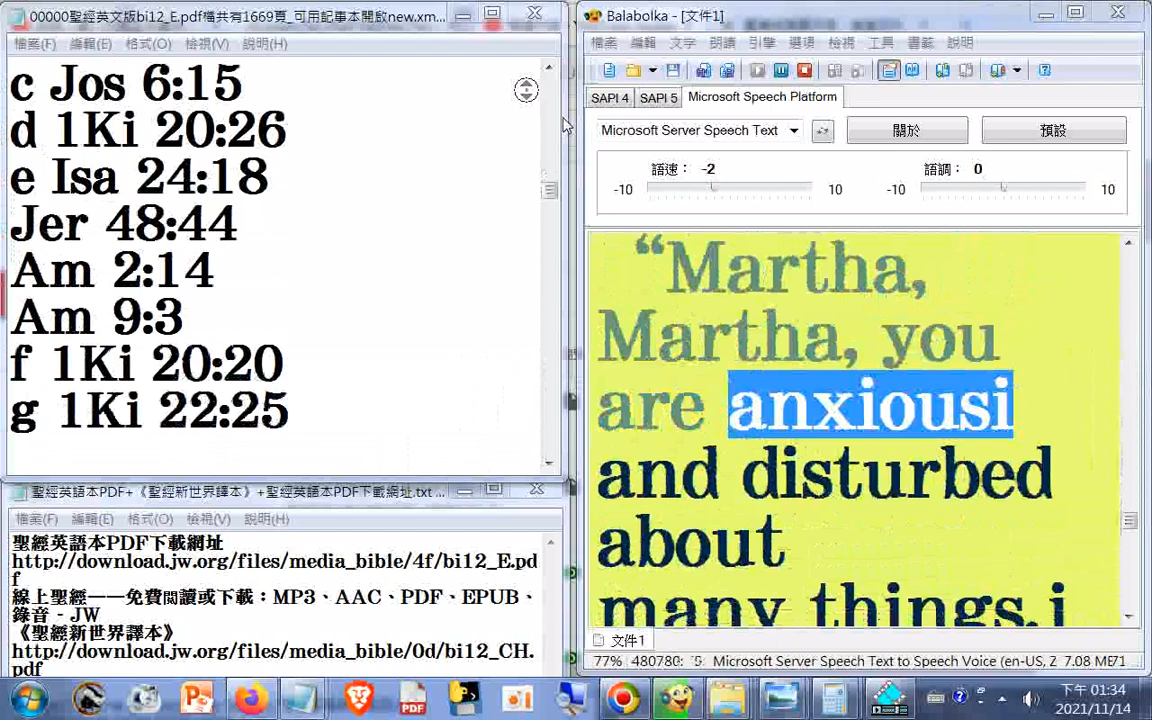 00000聖經英文版bi12_E.pdf檔共有1669頁_可用記事本開啟new.xm...
檔案(F) 編輯(E) 格式(O) 檢視(V) 說明(H)
c Jos 6:15
d 1Ki 20:26
e Isa 24:18
Jer 48:44
Am 2:14
Am 9:3
f 1Ki 20:20
g 1Ki 22:25
聖經英語本PDF+《聖經新世界譯本》+聖經英語本PDF下載網址.txt ...
檔案(F) 編輯(E) 格式(O) 檢視(V) 說明(H)
聖經英語本PDF下載網址
http://download.jw.org/files/media_bible/4f/bi12_E.pd
f
線上聖經——免費閱讀或下載：MP3、AAC、PDF、EPUB、
錄音 - JW
《聖經新世界譯本》
http://download.jw.org/files/media_bible/0d/bi12_CH.
pdf
Balabolka - [文件1]
檔案 編輯 文字 朗讀 引擎 選項 檢視 工具 書籤 說明
SAPI 4 SAPI 5 Microsoft Speech Platform
Microsoft Server Speech Text 關於 預設
語速： -2 語調： 0
-10 10 -10 10
“Martha,
Martha, you
are anxiousi
and disturbed
about
many things.j
文件1
77% Microsoft Server Speech Text to Speech Voice (en-US, Z 7.08 ME
下午 01:34
2021/11/14